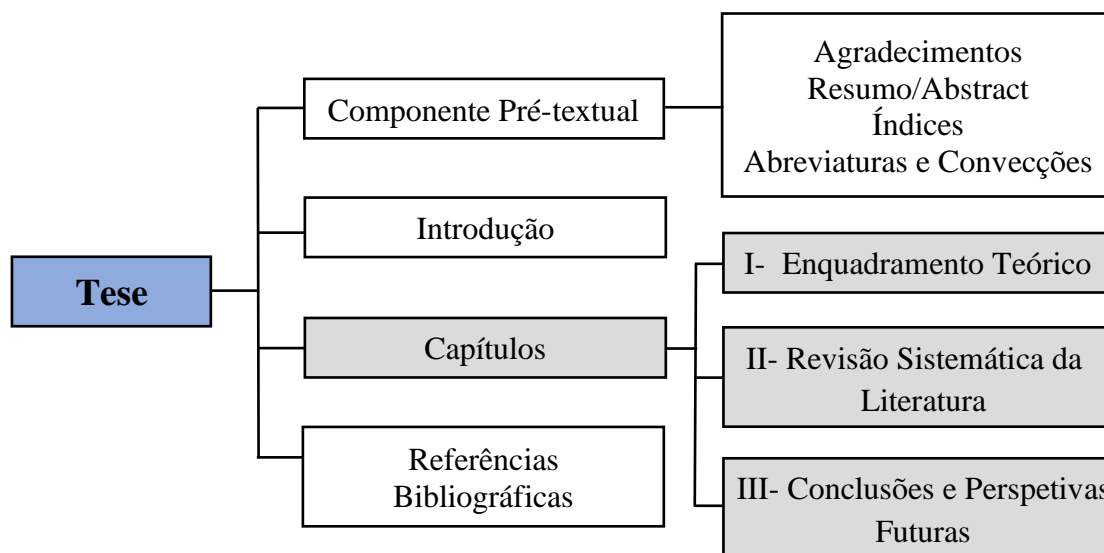 Tese
Componente Pré-textual
Agradecimentos
Resumo/Abstract
Índices
Abreviaturas e Convecções
Introdução
Capítulos
I- Enquadramento Teórico
II- Revisão Sistemática da
Literatura
III- Conclusões e Perspetivas
Futuras
Referências
Bibliográficas